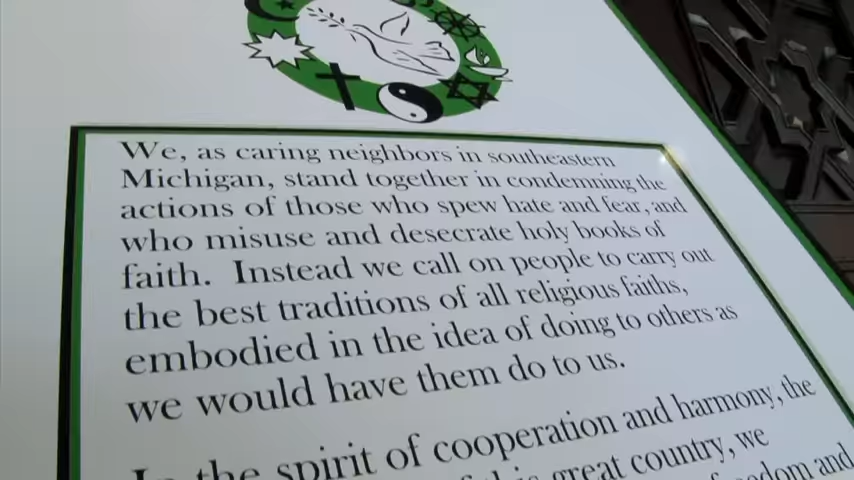 We, as caring neighbors in southeastern
Michigan, stand together in condemning the
actions of those who spew hate and fear, and
who misuse and desecrate holy books of
faith. Instead we call on people to carry out
the best traditions of all religious faiths,
embodied in the idea of doing to others as
we would have them do to us.
In the spirit of cooperation and harmony, the
great country, we
and